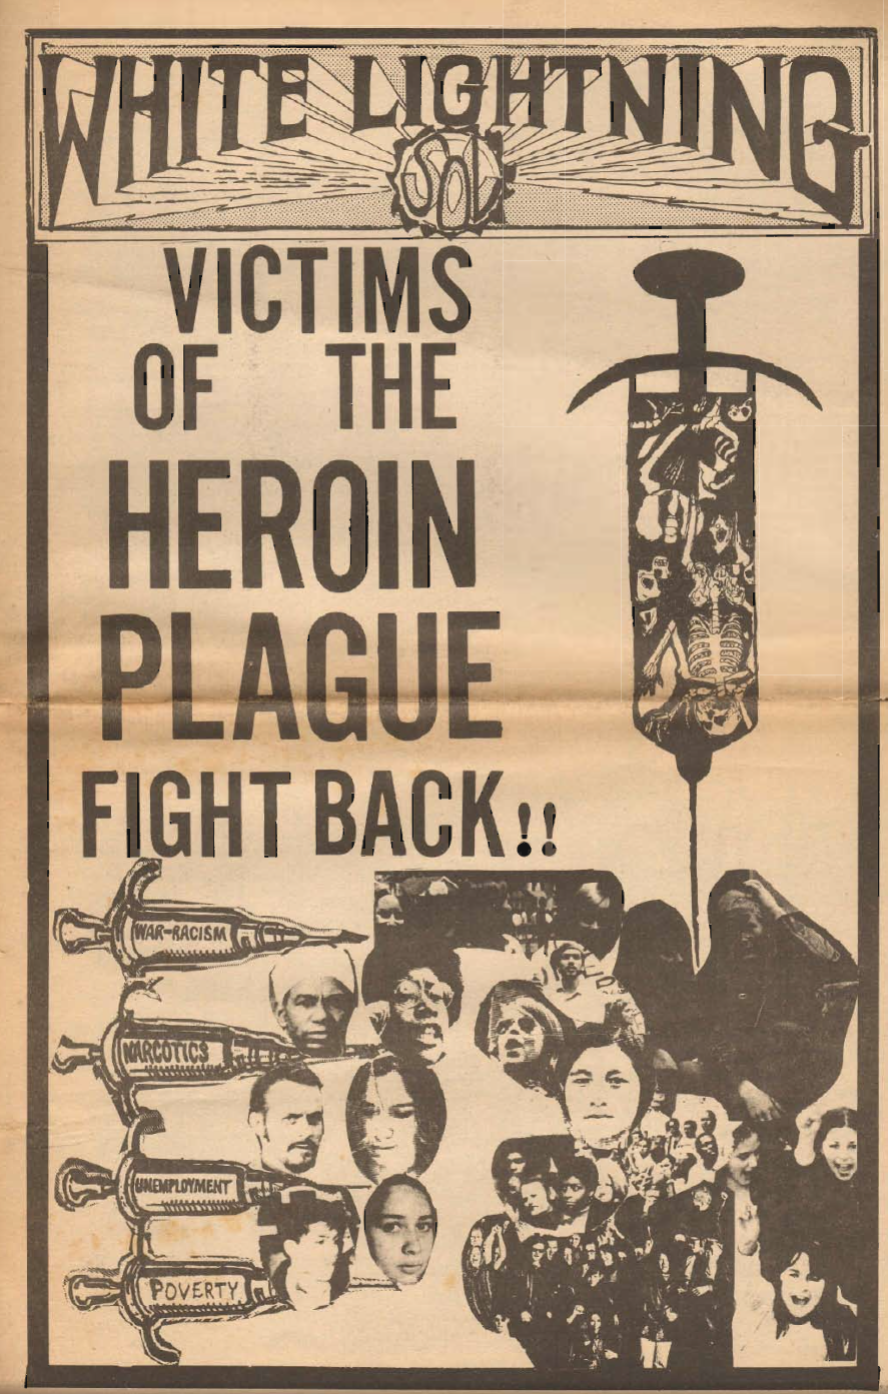 WHITE LIGHTNING
SOL
VICTIMS
OF THE
HEROIN
PLAGUE
FIGHT BACK!!
WAR-RACISM
NARCOTICS
UNEMPLOYMENT
POVERTY